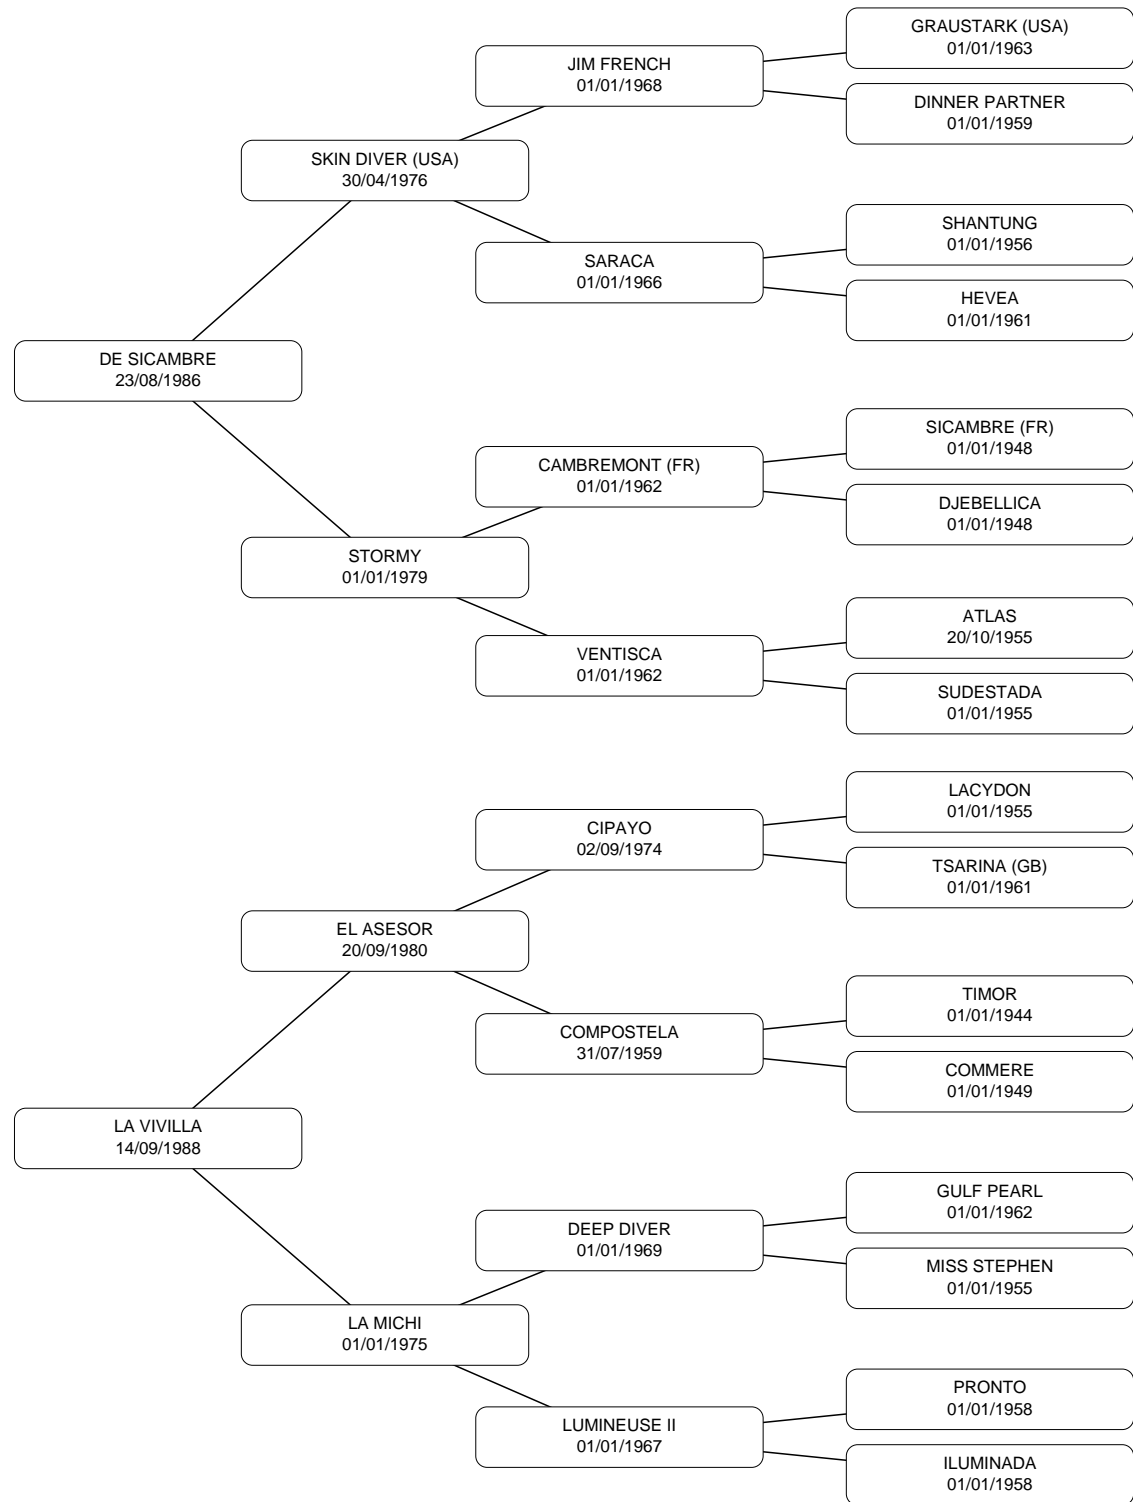 GRAUSTARK (USA)
01/01/1963
JIM FRENCH
01/01/1968
DINNER PARTNER
01/01/1959
SKIN DIVER (USA)
30/04/1976
SHANTUNG
01/01/1956
SARACA
01/01/1966
HEVEA
01/01/1961
DE SICAMBRE
23/08/1986
SICAMBRE (FR)
01/01/1948
CAMBREMONT (FR)
01/01/1962
DJEBELLICA
01/01/1948
STORMY
01/01/1979
ATLAS
20/10/1955
VENTISCA
01/01/1962
SUDESTADA
01/01/1955
LACYDON
01/01/1955
CIPAYO
02/09/1974
TSARINA (GB)
01/01/1961
EL ASESOR
20/09/1980
TIMOR
01/01/1944
COMPOSTELA
31/07/1959
COMMERE
01/01/1949
LA VIVILLA
14/09/1988
GULF PEARL
01/01/1962
DEEP DIVER
01/01/1969
MISS STEPHEN
01/01/1955
LA MICHI
01/01/1975
PRONTO
01/01/1958
LUMINEUSE II
01/01/1967
ILUMINADA
01/01/1958